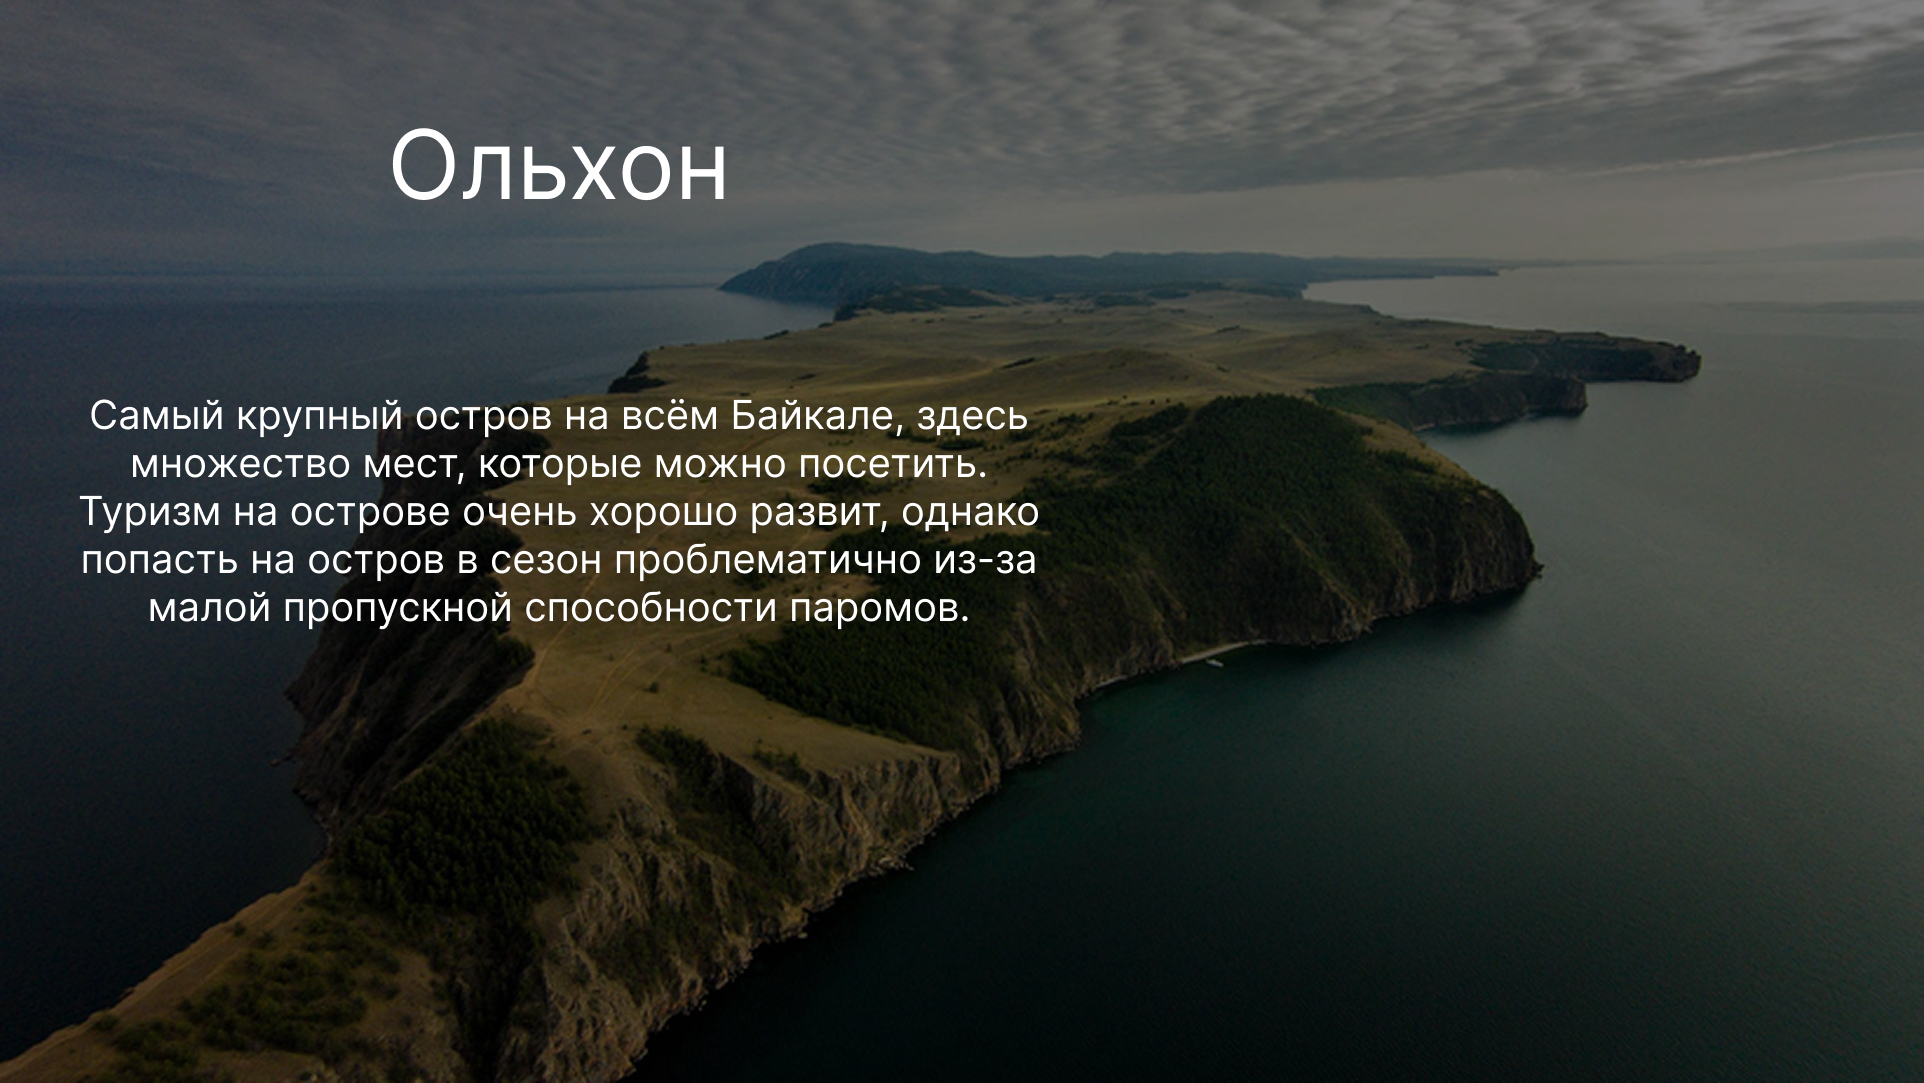 Ольхон
Самый крупный остров на всём Байкале, здесь
множество мест, которые можно посетить.
Туризм на острове очень хорошо развит, однако
попасть на остров в сезон проблематично из-за
малой пропускной способности паромов.